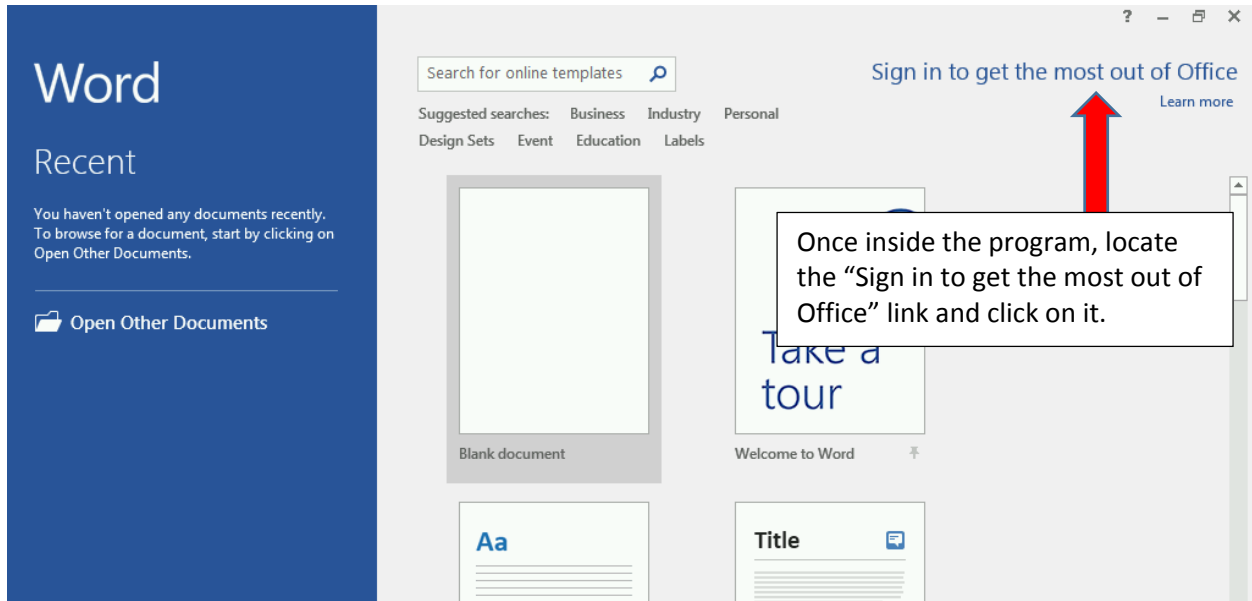 ?
Word
Search for online templates
Sign in to get the most out of Office
Learn more
Suggested searches: Business Industry Personal
Design Sets Event Education Labels
Recent
You haven't opened any documents recently.
To browse for a document, start by clicking on
Open Other Documents.
Open Other Documents
Once inside the program, locate
the “Sign in to get the most out of
Office” link and click on it.
Take a
tour
Blank document
Welcome to Word
Aa
Title